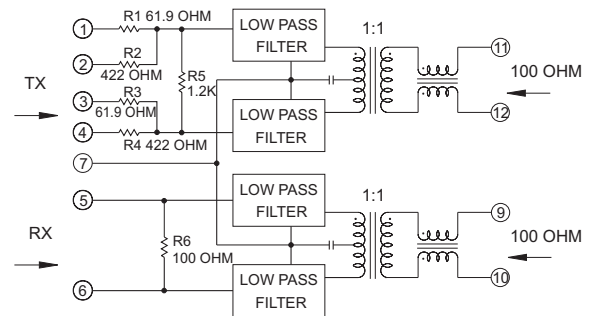 1
R1 61.9 OHM
LOW PASS
FILTER
1:1
11
2
R2
422 OHM
TX
R5
1.2K
100 OHM
3
R3
61.9 OHM
LOW PASS
FILTER
12
4
R4 422 OHM
7
5
LOW PASS
FILTER
1:1
9
RX
R6
100 OHM
100 OHM
6
LOW PASS
FILTER
10